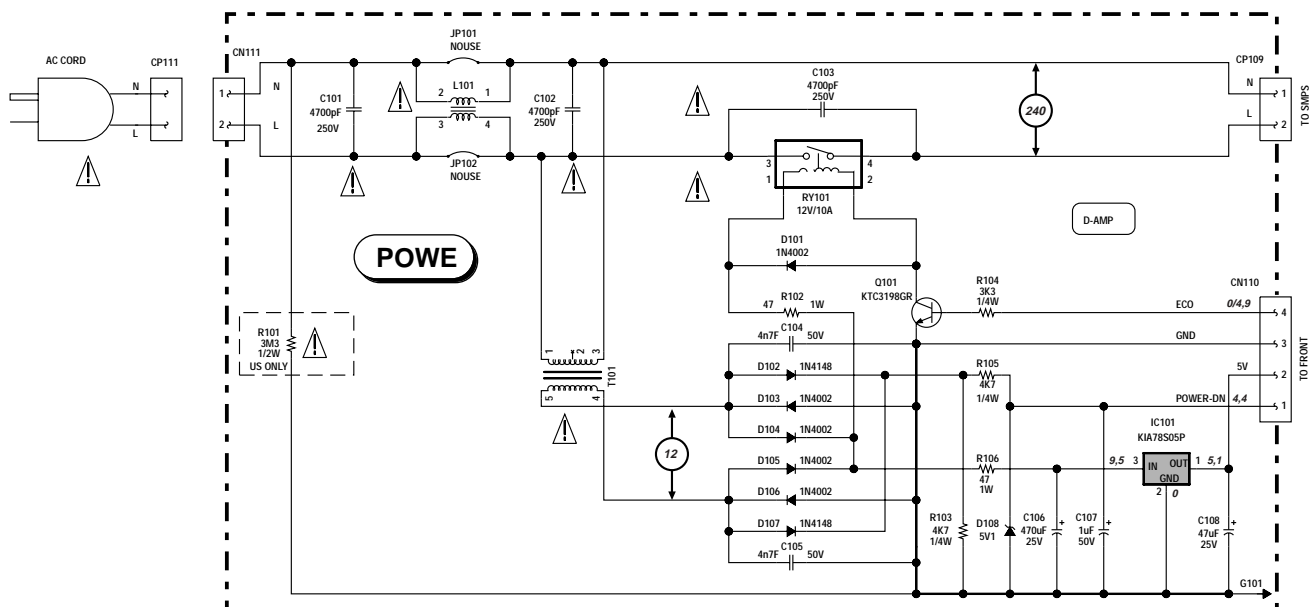 AC CORD
CP111
N
L
CN111
1
2
N
L
C101
4700pF
250V
JP101
NOUSE
2 L101 1
3 4
JP102
NOUSE
C102
4700pF
250V
C103
4700pF
250V
3 4
1 2
RY101
12V/10A
240
CP109
N
1
L
2
TO SMPS
D-AMP
POWE
R101
3M3
1/2W
US ONLY
1
2
3
T101
5
4
12
D101
1N4002
47 R102 1W
C104
4n7F 50V
D102 1N4148
D103 1N4002
D104 1N4002
D105 1N4002
D106 1N4002
D107 1N4148
C105
4n7F 50V
Q101
KTC3198GR
R104
3K3
1/4W
R105
4K7
1/4W
R106
47
1W
R103
4K7
1/4W
D108
5V1
C106
470uF
25V
+
C107
1uF
50V
+
IC101
KIA78S05P
9,5 3 IN OUT 1 5,1
GND
2 0
C108
47uF
25V
+
CN110
ECO 0/4,9 4
GND 3
5V 2
POWER-DN 4,4 1
TO FRONT
G101